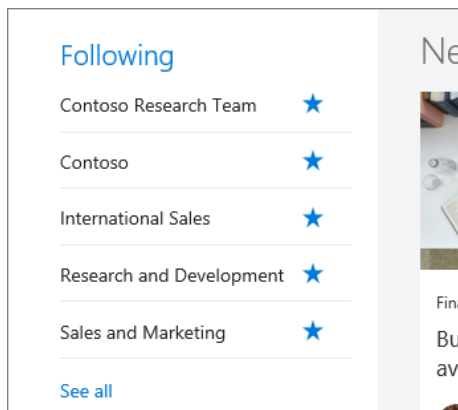 Following
Contoso Research Team
Contoso
International Sales
Research and Development
Sales and Marketing
See all